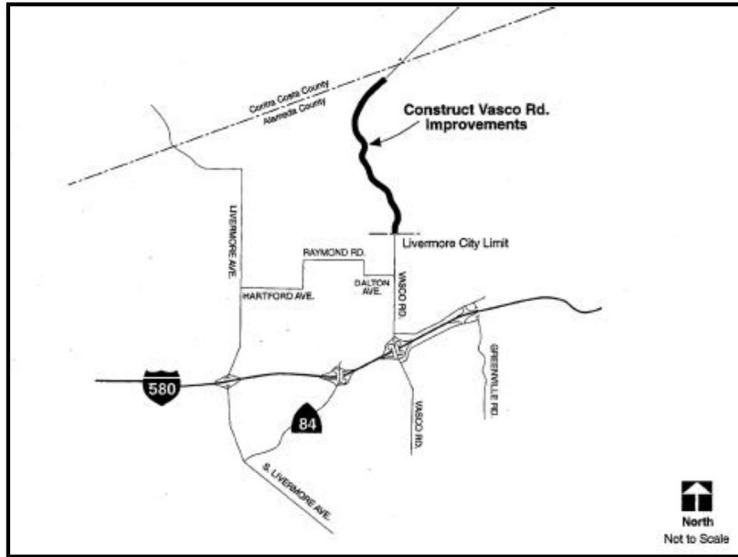 Contra Costa County
Alameda County
Construct Vasco Rd.
Improvements
LIVERMORE AVE.
Livermore City Limit
RAYMOND RD.
HARTFORD AVE.
DALTON
AVE.
VASCO RD.
GREENVILLE RD.
580
84
VASCO RD.
S. LIVERMORE AVE.
North
Not to Scale